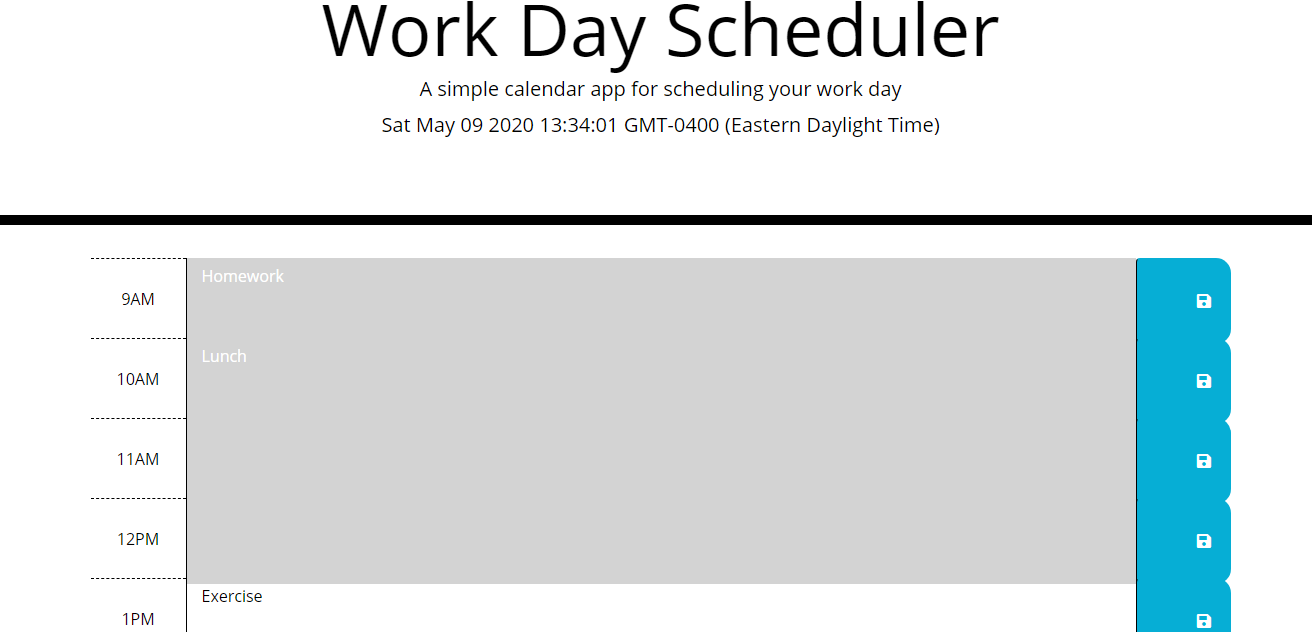 Work Day Scheduler
A simple calendar app for scheduling your work day
Sat May 09 2020 13:34:01 GMT-0400 (Eastern Daylight Time)
9AM
Homework
10AM
Lunch
11AM
12PM
1PM
Exercise